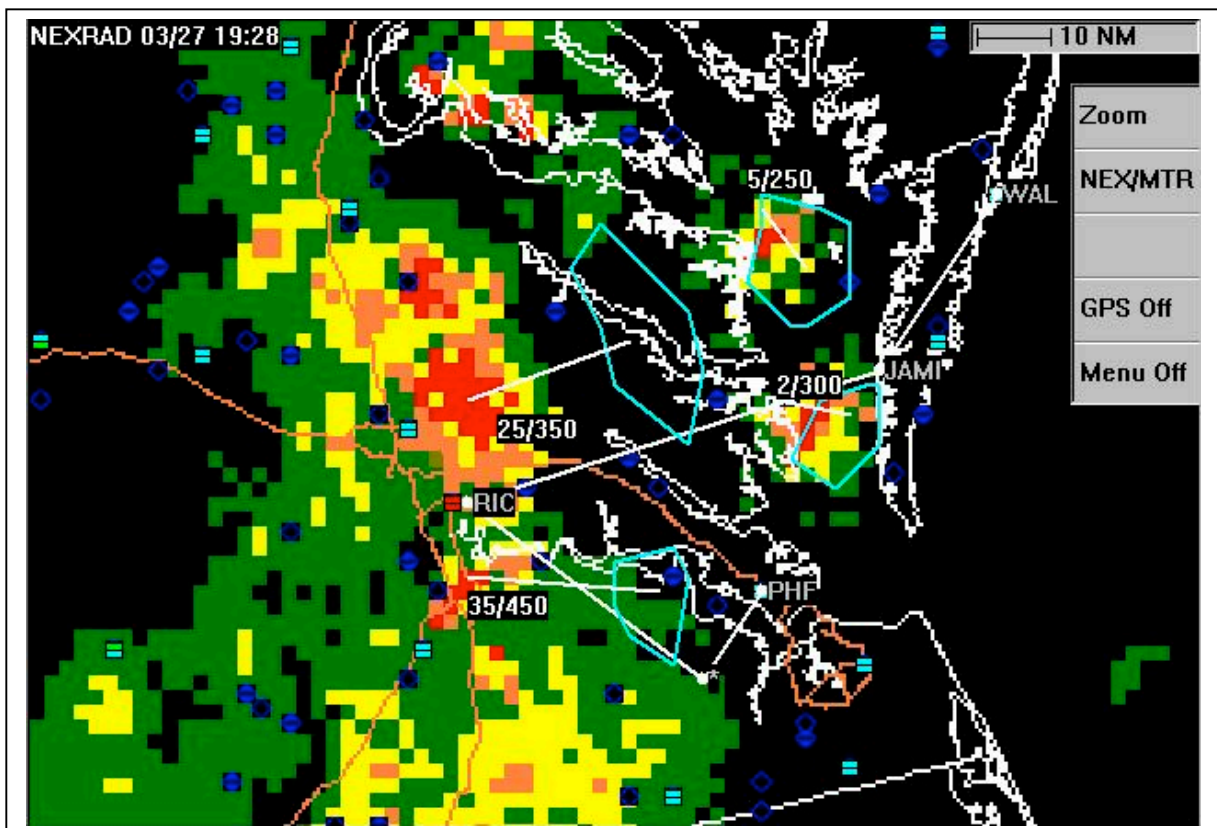 NEXRAD 03/27 19:28
10 NM
Zoom
NEX/MTR
GPS Off
Menu Off
5/250
WAL
JAMI
2/300
25/350
RIC
35/450
PHF
*